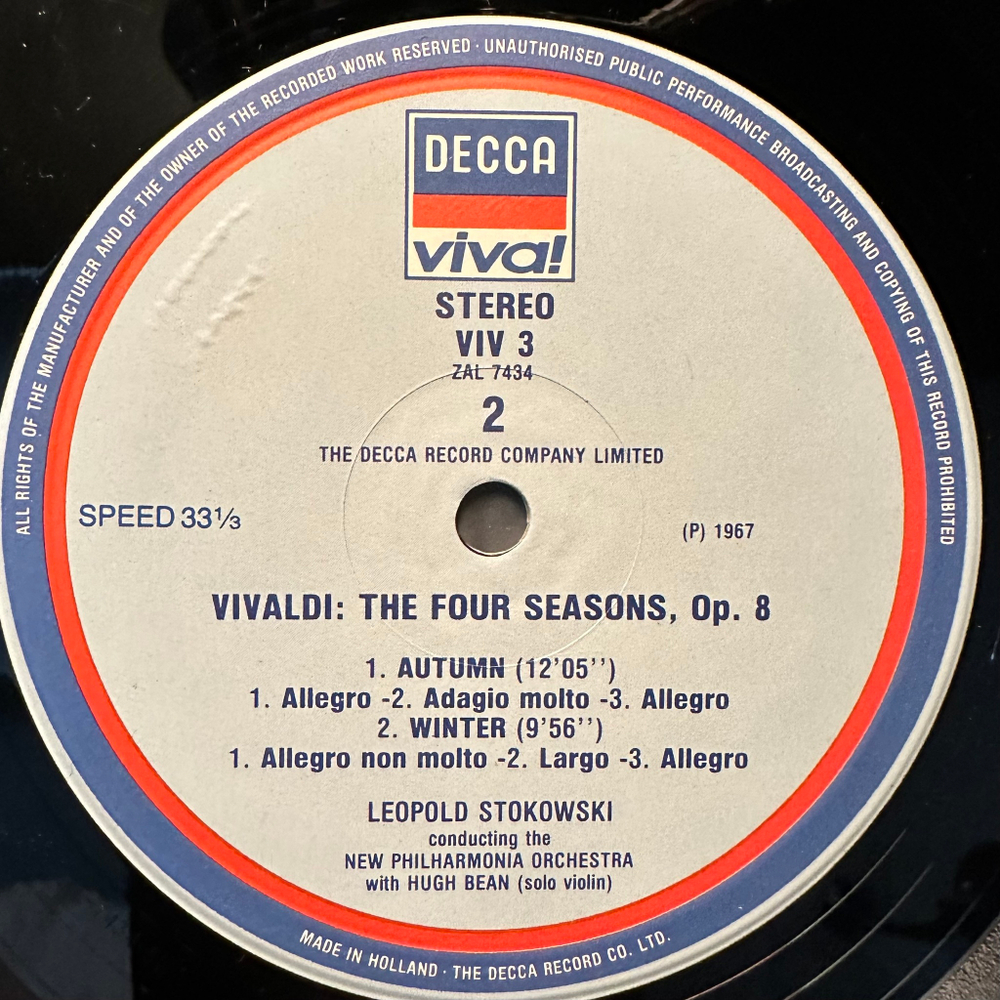 ALL RIGHTS OF THE MANUFACTURER AND OF THE OWNER OF THE RECORDED WORK RESERVED · UNAUTHORISED PUBLIC PERFORMANCE BROADCASTING AND COPYING OF THIS RECORD PROHIBITED
DECCA
viva!
STEREO
VIV 3
ZAL 7434
2
THE DECCA RECORD COMPANY LIMITED
SPEED 33⅓
(P) 1967
VIVALDI: THE FOUR SEASONS, Op. 8
1. AUTUMN (12'05'')
1. Allegro -2. Adagio molto -3. Allegro
2. WINTER (9'56'')
1. Allegro non molto -2. Largo -3. Allegro
LEOPOLD STOKOWSKI
conducting the
NEW PHILHARMONIA ORCHESTRA
with HUGH BEAN (solo violin)
MADE IN HOLLAND · THE DECCA RECORD CO. LTD.